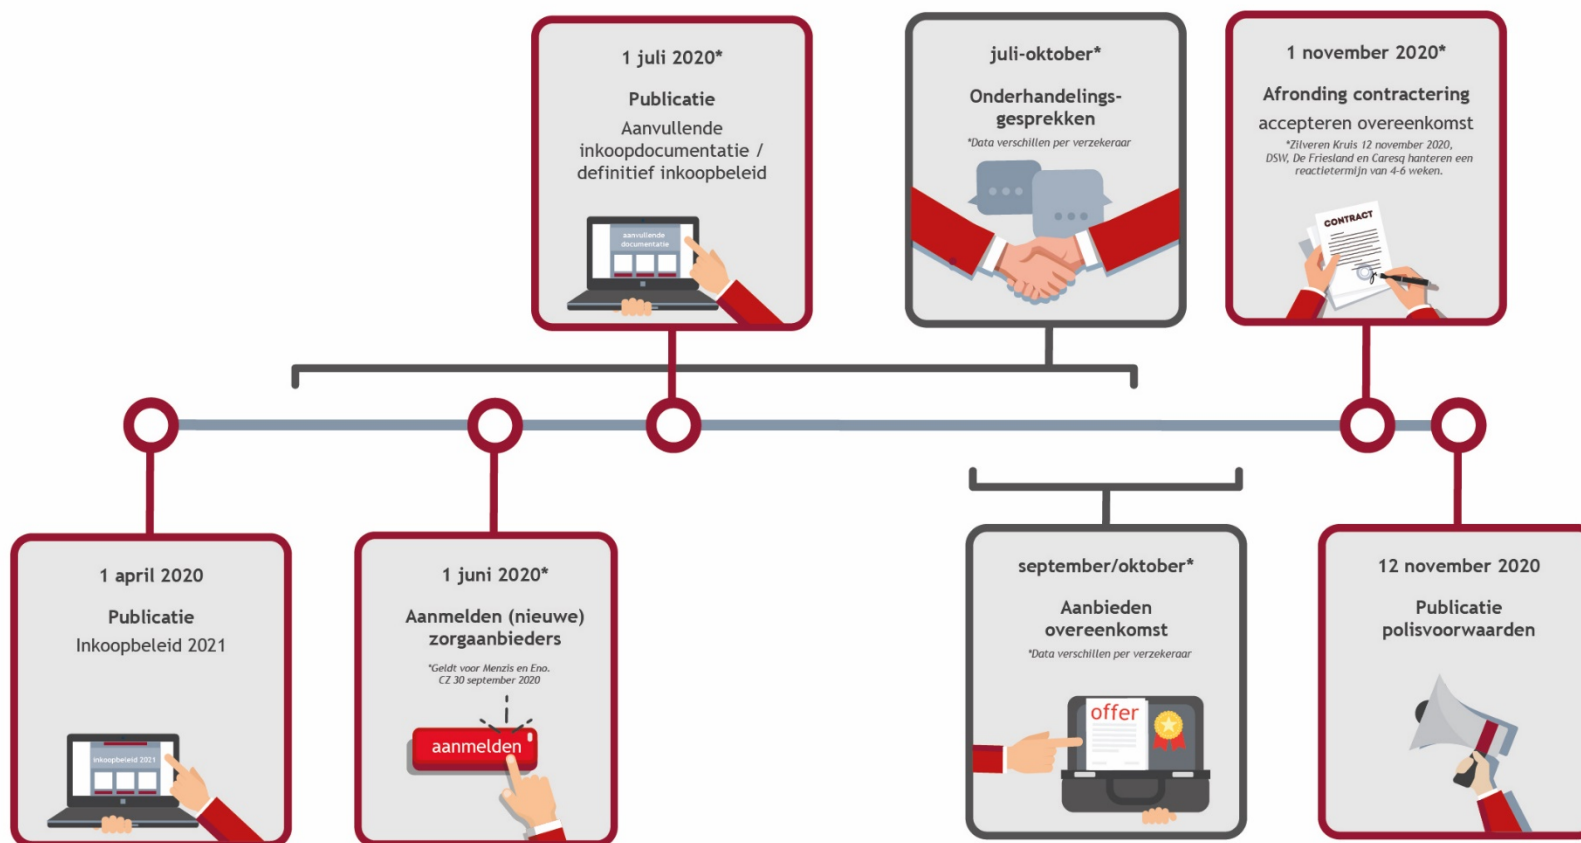 1 juli 2020*
Publicatie
Aanvullende
inkoopdocumentatie /
definitief inkoopbeleid
aanvullende
documentatie
juli-oktober*
Onderhandelings-
gesprekken
*Data verschillen per verzekeraar
1 november 2020*
Afronding contractering
accepteren overeenkomst
*Zilveren Kruis 12 november 2020,
DSW, De Friesland en Caresq hanteren een
reactietermijn van 4-6 weken.
CONTRACT
1 april 2020
Publicatie
Inkoopbeleid 2021
inkoopbeleid 2021
1 juni 2020*
Aanmelden (nieuwe)
zorgaanbieders
*Geldt voor Menzis en Eno.
CZ 30 september 2020
aanmelden
september/oktober*
Aanbieden
overeenkomst
*Data verschillen per verzekeraar
offer
12 november 2020
Publicatie
polisvoorwaarden